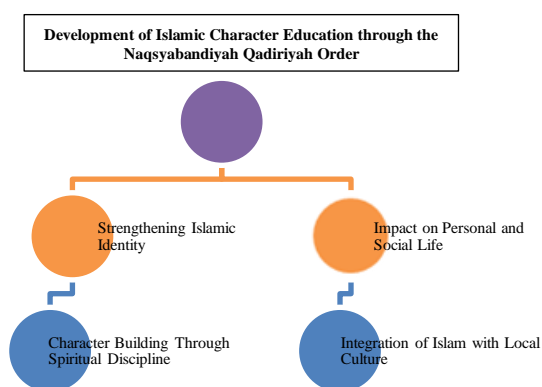 Development of Islamic Character Education through the
Naqsyabandiyah Qadiriyah Order
Strengthening Islamic
Identity
Impact on Personal and
Social Life
Character Building Through
Spiritual Discipline
Integration of Islam with Local
Culture